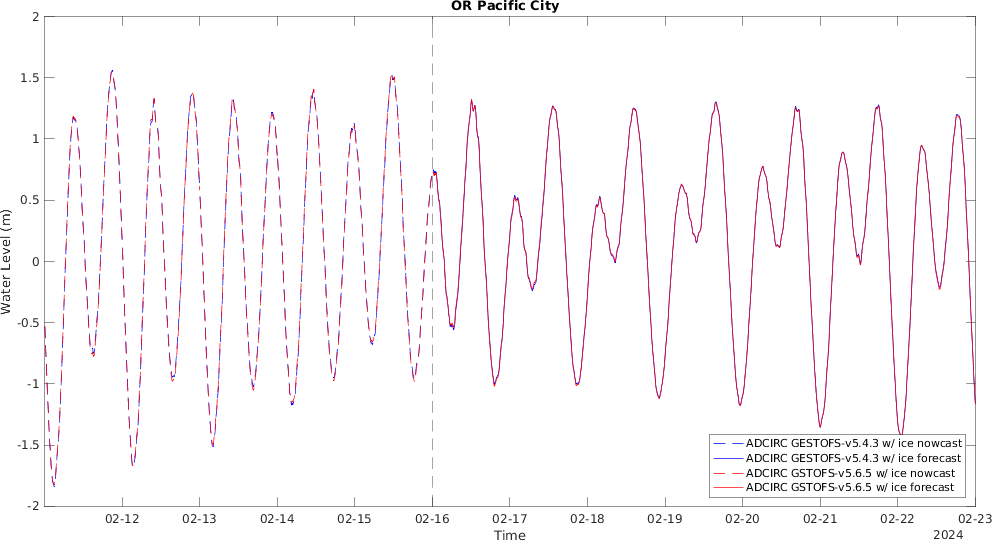 OR Pacific City
2
1.5
1
0.5
0
-0.5
-1
-1.5
-2
Water Level (m)
ADCIRC GESTOFS-v5.4.3 w/ ice nowcast
ADCIRC GESTOFS-v5.4.3 w/ ice forecast
ADCIRC GSTOFS-v5.6.5 w/ ice nowcast
ADCIRC GSTOFS-v5.6.5 w/ ice forecast
02-12 02-13 02-14 02-15 02-16 02-17 02-18 02-19 02-20 02-21 02-22 02-23
Time
2024